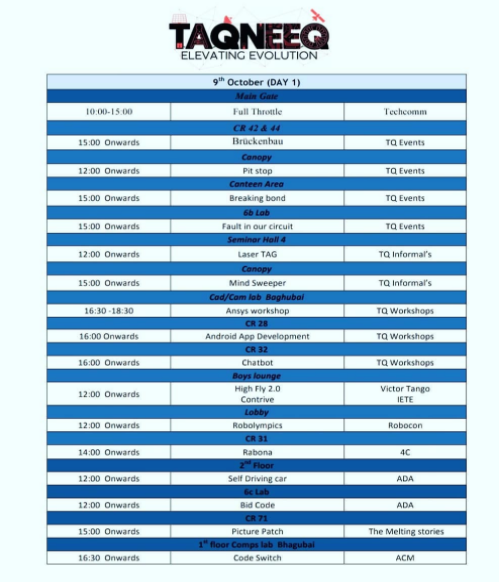 TAQNEEQ
ELEVATING EVOLUTION
9th October (DAY 1)
Main Gate
10:00-15:00 Full Throttle Techcomm
CR 42 & 44
15:00 Onwards Brückenbau TQ Events
Canopy
12:00 Onwards Pit stop TQ Events
Canteen Area
15:00 Onwards Breaking bond TQ Events
6b Lab
15:00 Onwards Fault in our circuit TQ Events
Seminar Hall 4
12:00 Onwards Laser TAG TQ Informal's
Canopy
15:00 Onwards Mind Sweeper TQ Informal's
Cad/Cam lab Baghubai
16:30 -18:30 Ansys workshop TQ Workshops
CR 28
16:00 Onwards Android App Development TQ Workshops
CR 32
16:00 Onwards Chatbot TQ Workshops
Boys lounge
12:00 Onwards High Fly 2.0 Victor Tango
Contrive IETE
Lobby
12:00 Onwards Robolympics Robocon
CR 31
14:00 Onwards Rabona 4C
2nd Floor
12:00 Onwards Self Driving car ADA
6c Lab
12:00 Onwards Bid Code ADA
CR 71
15:00 Onwards Picture Patch The Melting stories
1st floor Comps lab Bhagubai
16:30 Onwards Code Switch ACM